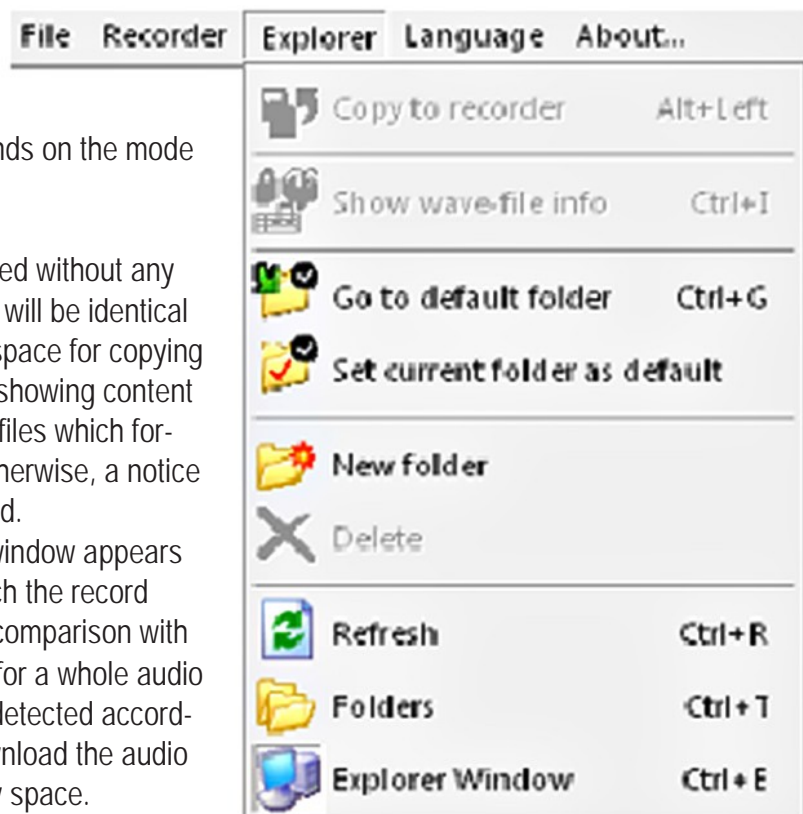 File Recorder Explorer Language About...
nds on the mode
ed without any
will be identical
space for copying
showing content
files which for-
herwise, a notice
d.
window appears
ch the record
comparison with
for a whole audio
detected accord-
wnload the audio
y space.
Copy to recorder Alt+Left
Show wave-file info Ctrl+I
Go to default folder Ctrl+G
Set current folder as default
New folder
Delete
Refresh Ctrl+R
Folders Ctrl+T
Explorer Window Ctrl+E